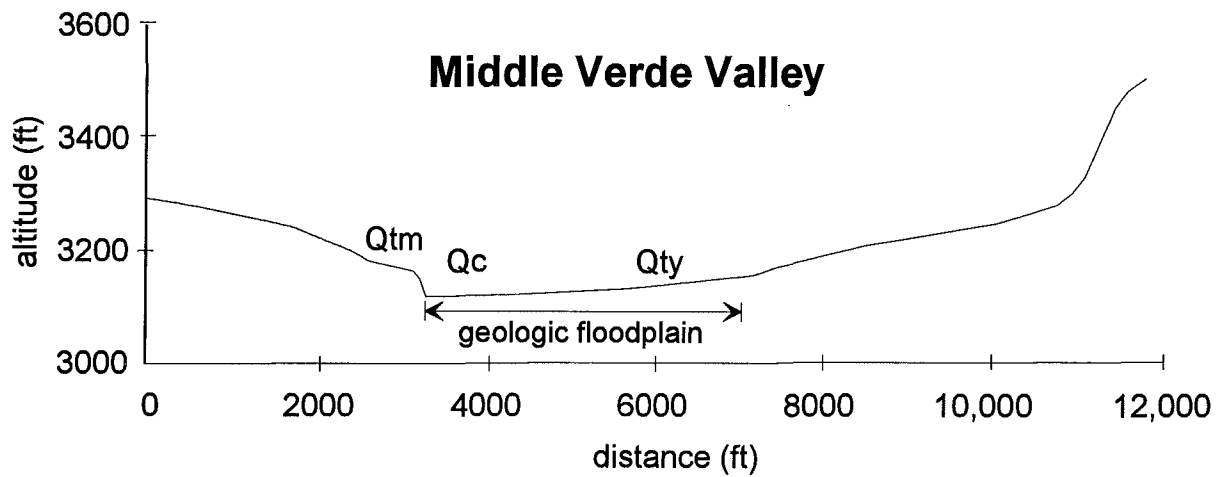 Middle Verde Valley
altitude (ft)
3600
3400
3200
3000
Qtm
Qc
Qty
geologic floodplain
0 2000 4000 6000 8000 10,000 12,000
distance (ft)